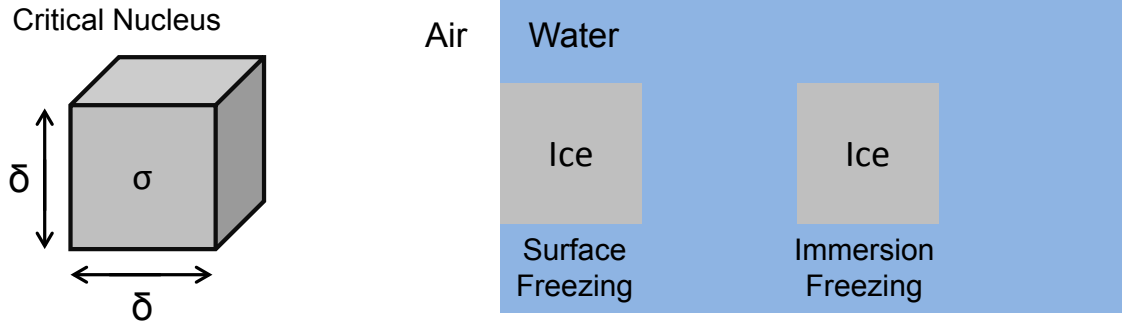 Critical Nucleus
δ
σ
δ
Air
Water
Ice
Surface
Freezing
Ice
Immersion
Freezing